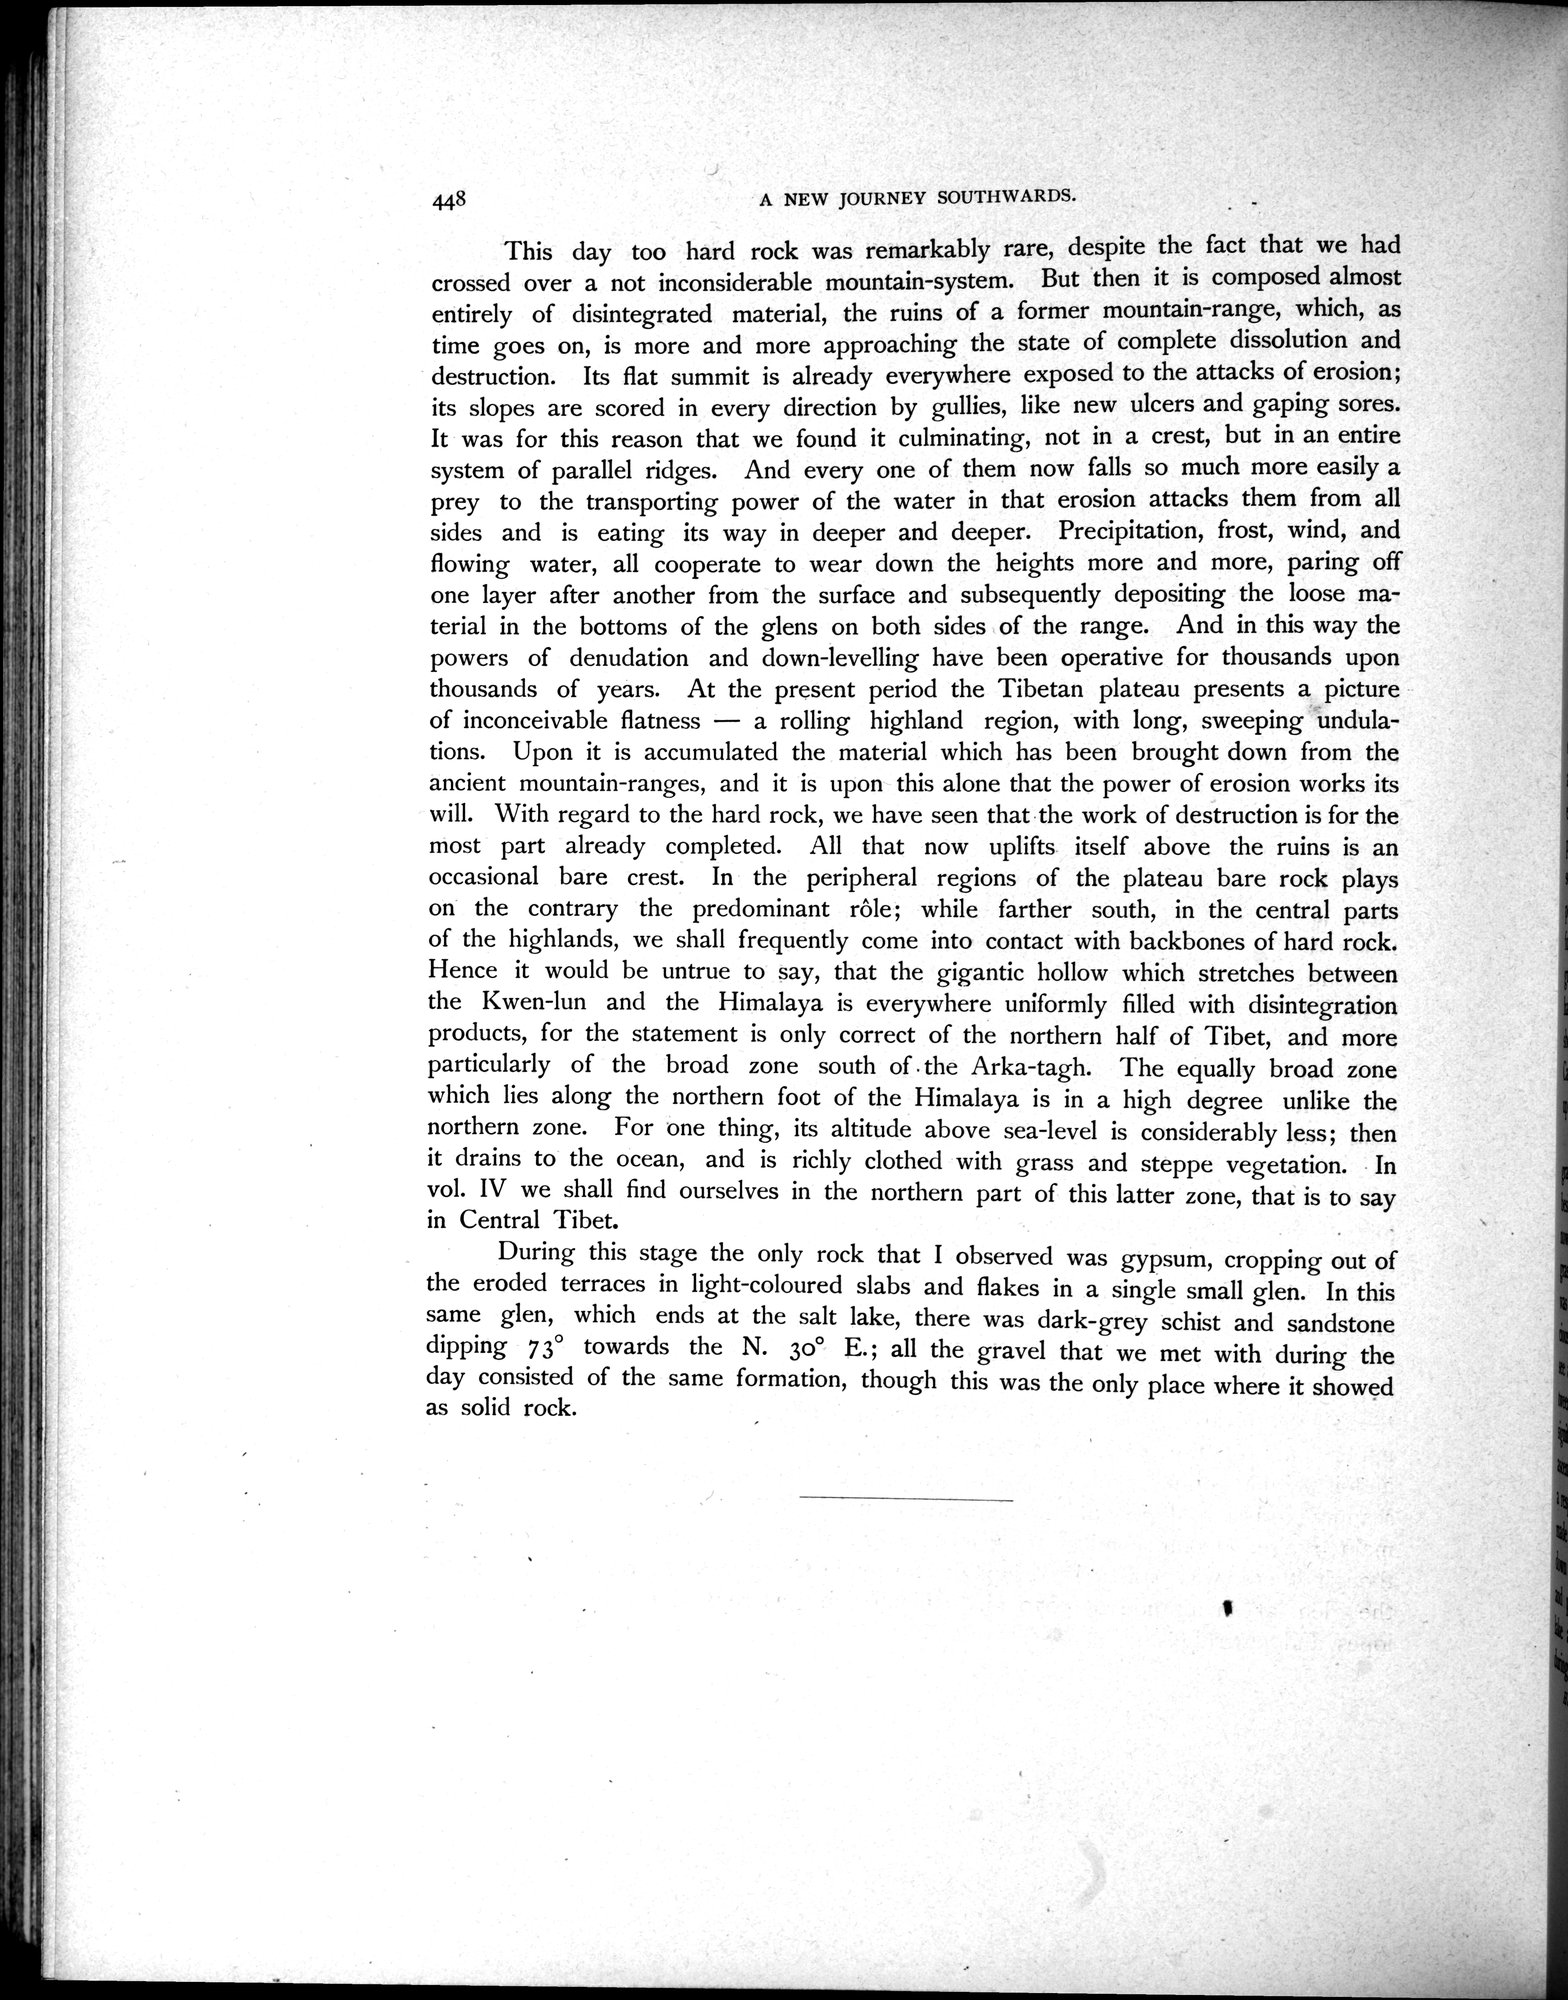 448 A NEW JOURNEY SOUTHWARDS.
This day too hard rock was remarkably rare, despite the fact that we had
crossed over a not inconsiderable mountain-system. But then it is composed almost
entirely of disintegrated material, the ruins of a former mountain-range, which, as
time goes on, is more and more approaching the state of complete dissolution and
destruction. Its flat summit is already everywhere exposed to the attacks of erosion;
its slopes are scored in every direction by gullies, like new ulcers and gaping sores.
It was for this reason that we found it culminating, not in a crest, but in an entire
system of parallel ridges. And every one of them now falls so much more easily a
prey to the transporting power of the water in that erosion attacks them from all
sides and is eating its way in deeper and deeper. Precipitation, frost, wind, and
flowing water, all cooperate to wear down the heights more and more, paring off
one layer after another from the surface and subsequently depositing the loose ma-
terial in the bottoms of the glens on both sides of the range. And in this way the
powers of denudation and down-levelling have been operative for thousands upon
thousands of years. At the present period the Tibetan plateau presents a picture
of inconceivable flatness — a rolling highland region, with long, sweeping undula-
tions. Upon it is accumulated the material which has been brought down from the
ancient mountain-ranges, and it is upon this alone that the power of erosion works its
will. With regard to the hard rock, we have seen that the work of destruction is for the
most part already completed. All that now uplifts itself above the ruins is an
occasional bare crest. In the peripheral regions of the plateau bare rock plays
on the contrary the predominant rôle; while farther south, in the central parts
of the highlands, we shall frequently come into contact with backbones of hard rock.
Hence it would be untrue to say, that the gigantic hollow which stretches between
the Kwen-lun and the Himalaya is everywhere uniformly filled with disintegration
products, for the statement is only correct of the northern half of Tibet, and more
particularly of the broad zone south of the Arka-tagh. The equally broad zone
which lies along the northern foot of the Himalaya is in a high degree unlike the
northern zone. For one thing, its altitude above sea-level is considerably less; then
it drains to the ocean, and is richly clothed with grass and steppe vegetation. In
vol. IV we shall find ourselves in the northern part of this latter zone, that is to say
in Central Tibet.
During this stage the only rock that I observed was gypsum, cropping out of
the eroded terraces in light-coloured slabs and flakes in a single small glen. In this
same glen, which ends at the salt lake, there was dark-grey schist and sandstone
dipping 73° towards the N. 30° E.; all the gravel that we met with during the
day consisted of the same formation, though this was the only place where it showed
as solid rock.